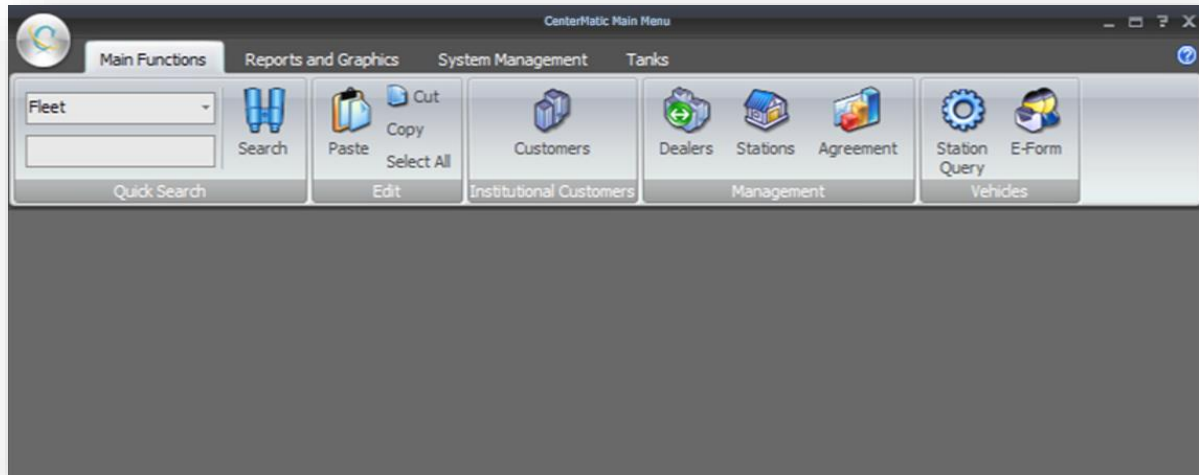 CenterMatic Main Menu
Main Functions Reports and Graphics System Management Tanks
Fleet
Search
Quick Search
Paste
Cut
Copy
Select All
Edit
Customers
Institutional Customers
Dealers Stations Agreement
Management
Station
Query
E-Form
Vehicles